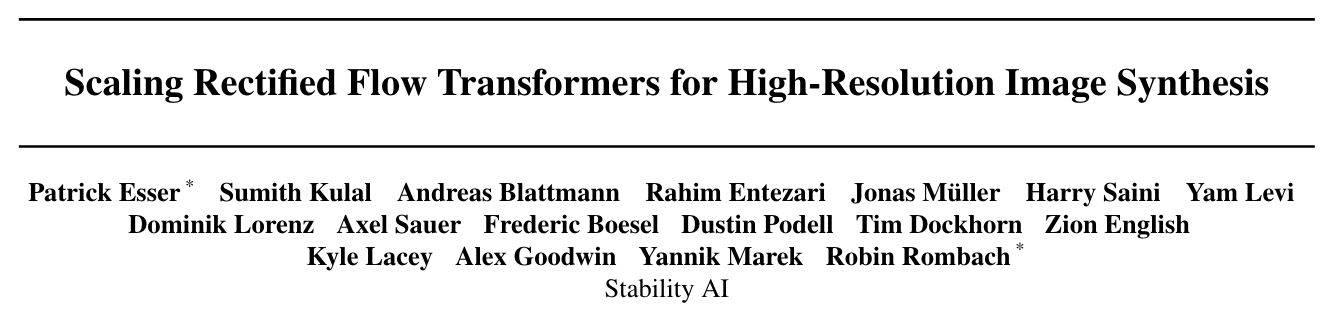 Scaling Rectified Flow Transformers for High-Resolution Image Synthesis
Patrick Esser * Sumith Kulal Andreas Blattmann Rahim Entezari Jonas Müller Harry Saini Yam Levi
Dominik Lorenz Axel Sauer Frederic Boesel Dustin Podell Tim Dockhorn Zion English
Kyle Lacey Alex Goodwin Yannik Marek Robin Rombach *
Stability AI